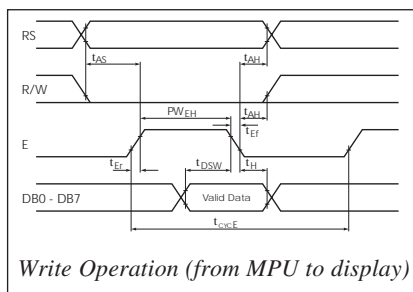 RS
tAS
tAH
R/W
PWEH
tAH
tEf
E
tEr
tDSW
tH
DB0 - DB7
Valid Data
tCYCE
Write Operation (from MPU to display)